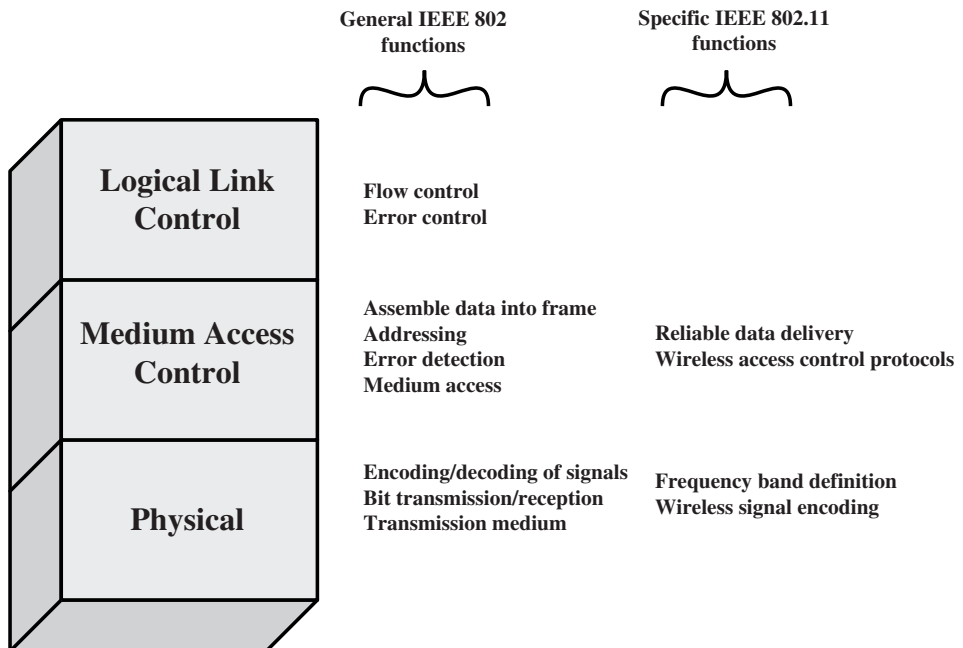 General IEEE 802
functions
Specific IEEE 802.11
functions
Logical Link
Control
Flow control
Error control
Medium Access
Control
Assemble data into frame
Addressing
Error detection
Medium access
Reliable data delivery
Wireless access control protocols
Physical
Encoding/decoding of signals
Bit transmission/reception
Transmission medium
Frequency band definition
Wireless signal encoding